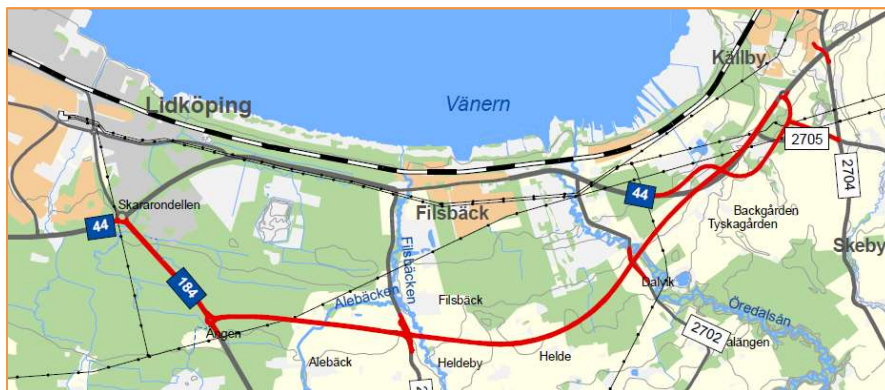 Källby
Lidköping
Vänern
2705
2704
44
Skararondellen
Filsbäck
Backgården
44
Tyskagården
Skeby
Filsbäcken
184
Dalvik
Alebäcken
Filsbäck
Öredalsån
Ängen
2702
Alebäck
Heldeby
Helde
alängen